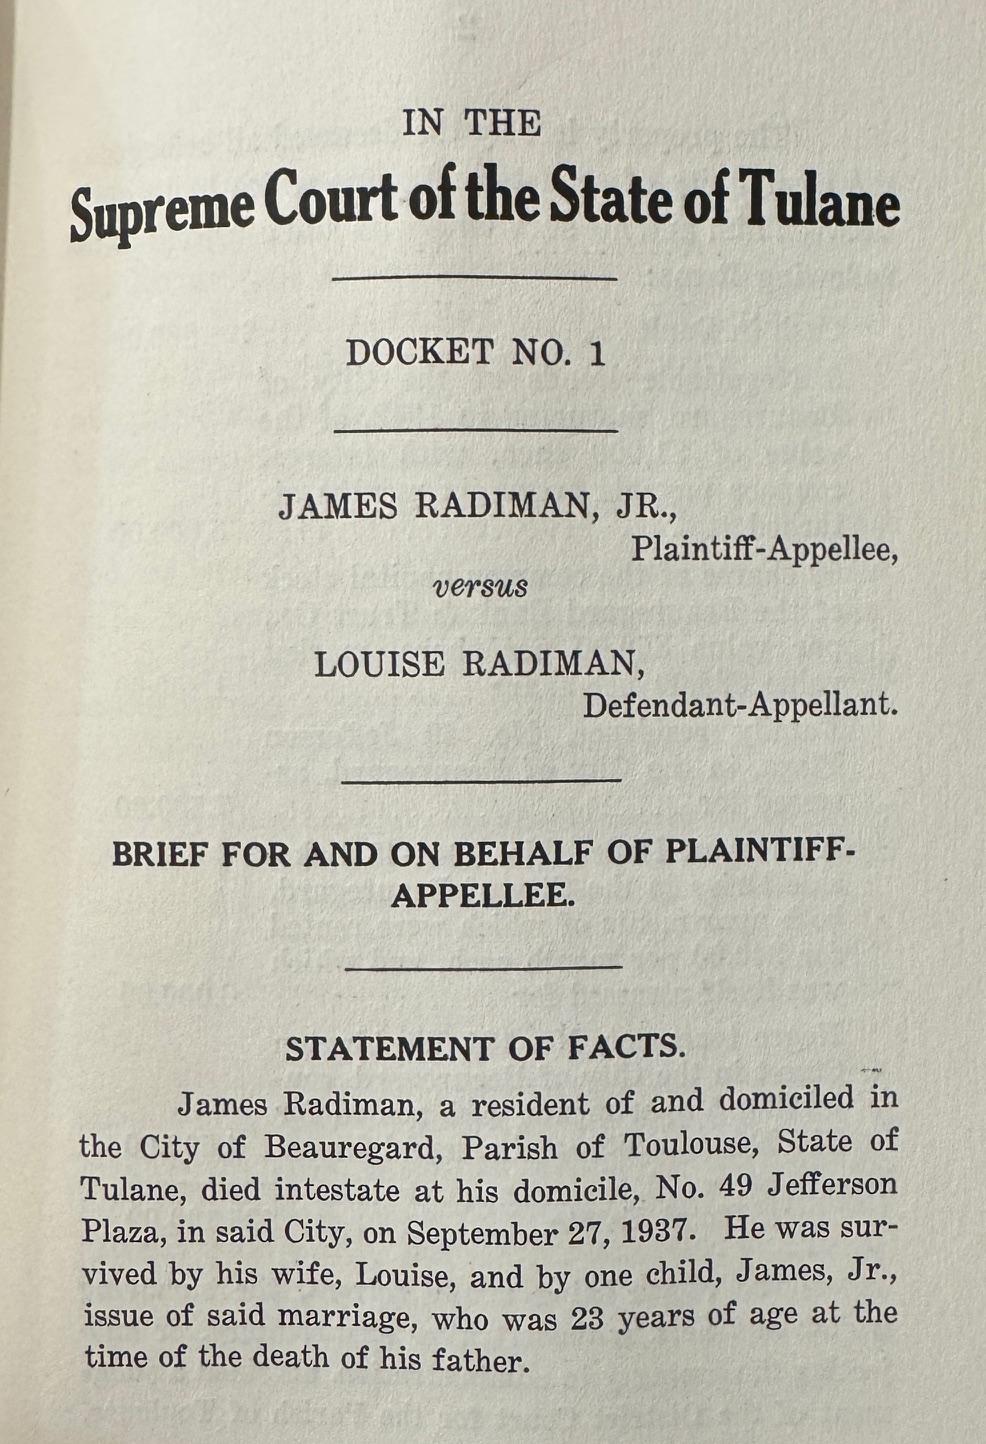 IN THE
Supreme Court of the State of Tulane
DOCKET NO. 1
JAMES RADIMAN, JR.,
Plaintiff-Appellee,
versus
LOUISE RADIMAN,
Defendant-Appellant.
BRIEF FOR AND ON BEHALF OF PLAINTIFF-
APPELLEE.
STATEMENT OF FACTS.
James Radiman, a resident of and domiciled in
the City of Beauregard, Parish of Toulouse, State of
Tulane, died intestate at his domicile, No. 49 Jefferson
Plaza, in said City, on September 27, 1937. He was sur-
vived by his wife, Louise, and by one child, James, Jr.,
issue of said marriage, who was 23 years of age at the
time of the death of his father.